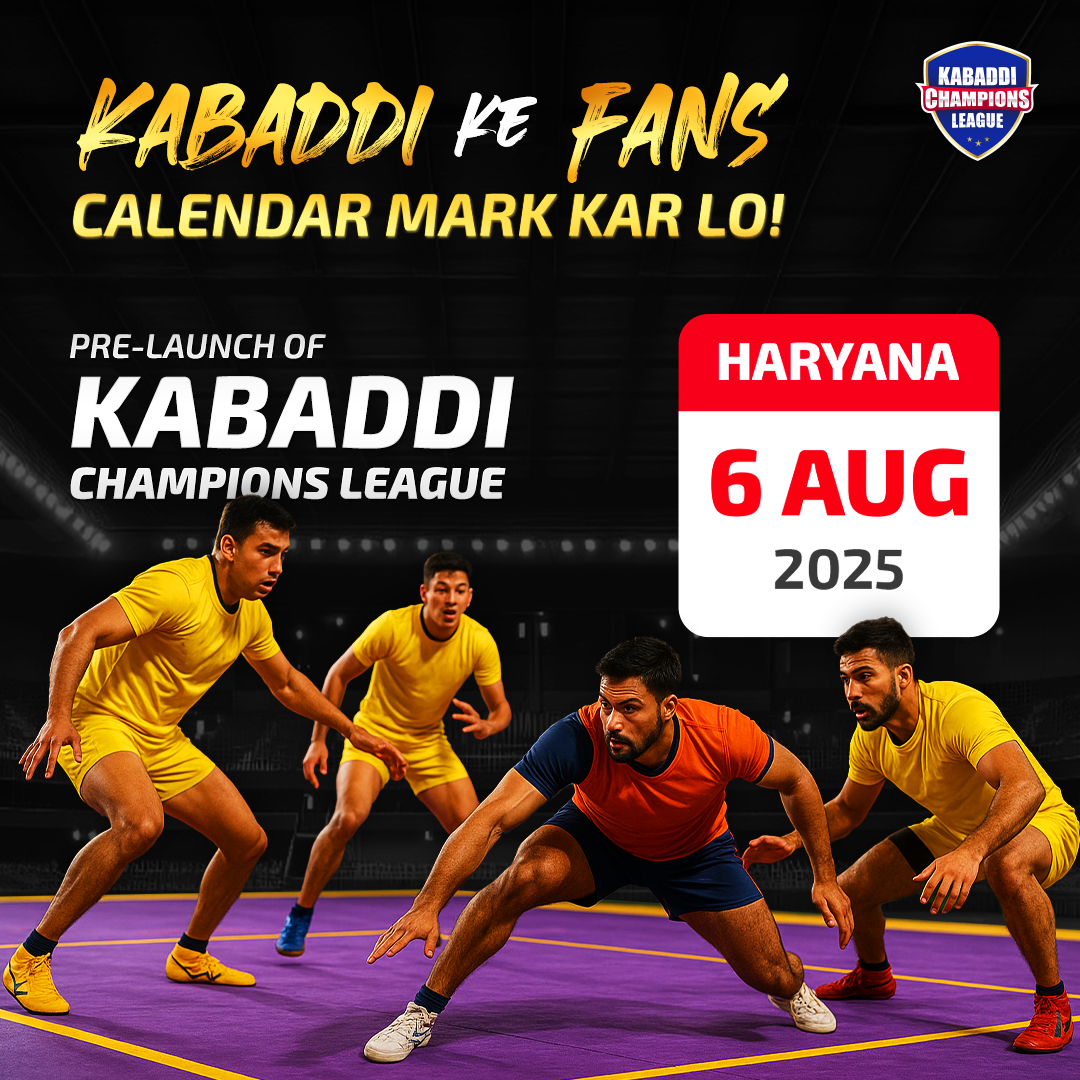 KABADDI KE FANS
CALENDAR MARK KAR LO!
KABADDI
CHAMPIONS
LEAGUE
PRE-LAUNCH OF
KABADDI
CHAMPIONS LEAGUE
HARYANA
6 AUG
2025